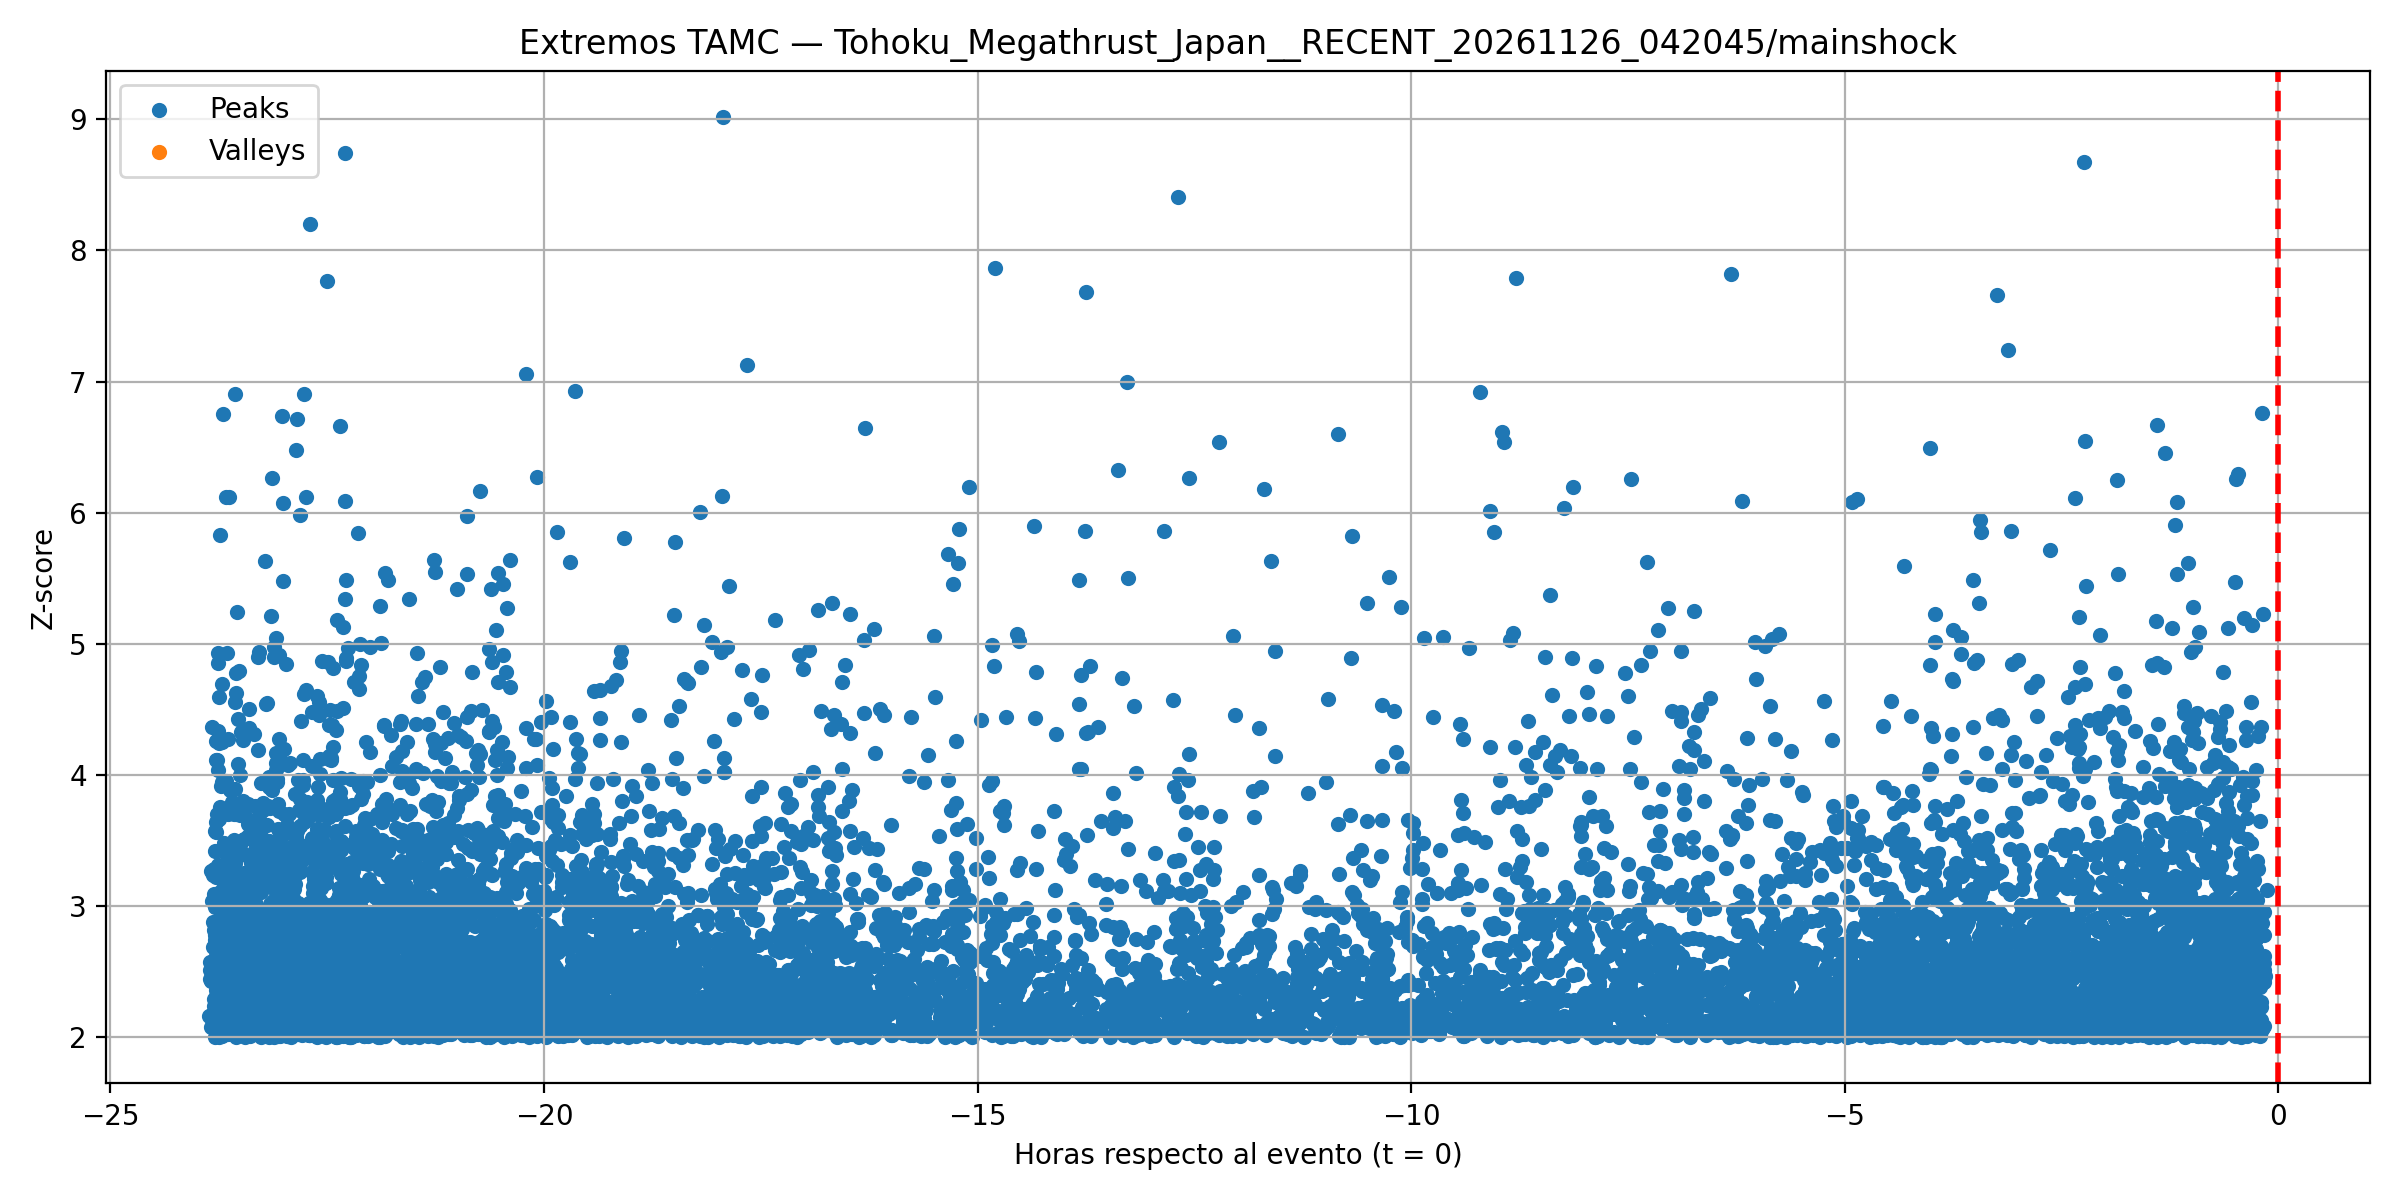 Extremos TAMC — Tohoku_Megathrust_Japan__RECENT_20261126_042045/mainshock
Peaks
Valleys
Z-score
9
8
7
6
5
4
3
2
−25
−20
−15
−10
−5
0
Horas respecto al evento (t = 0)